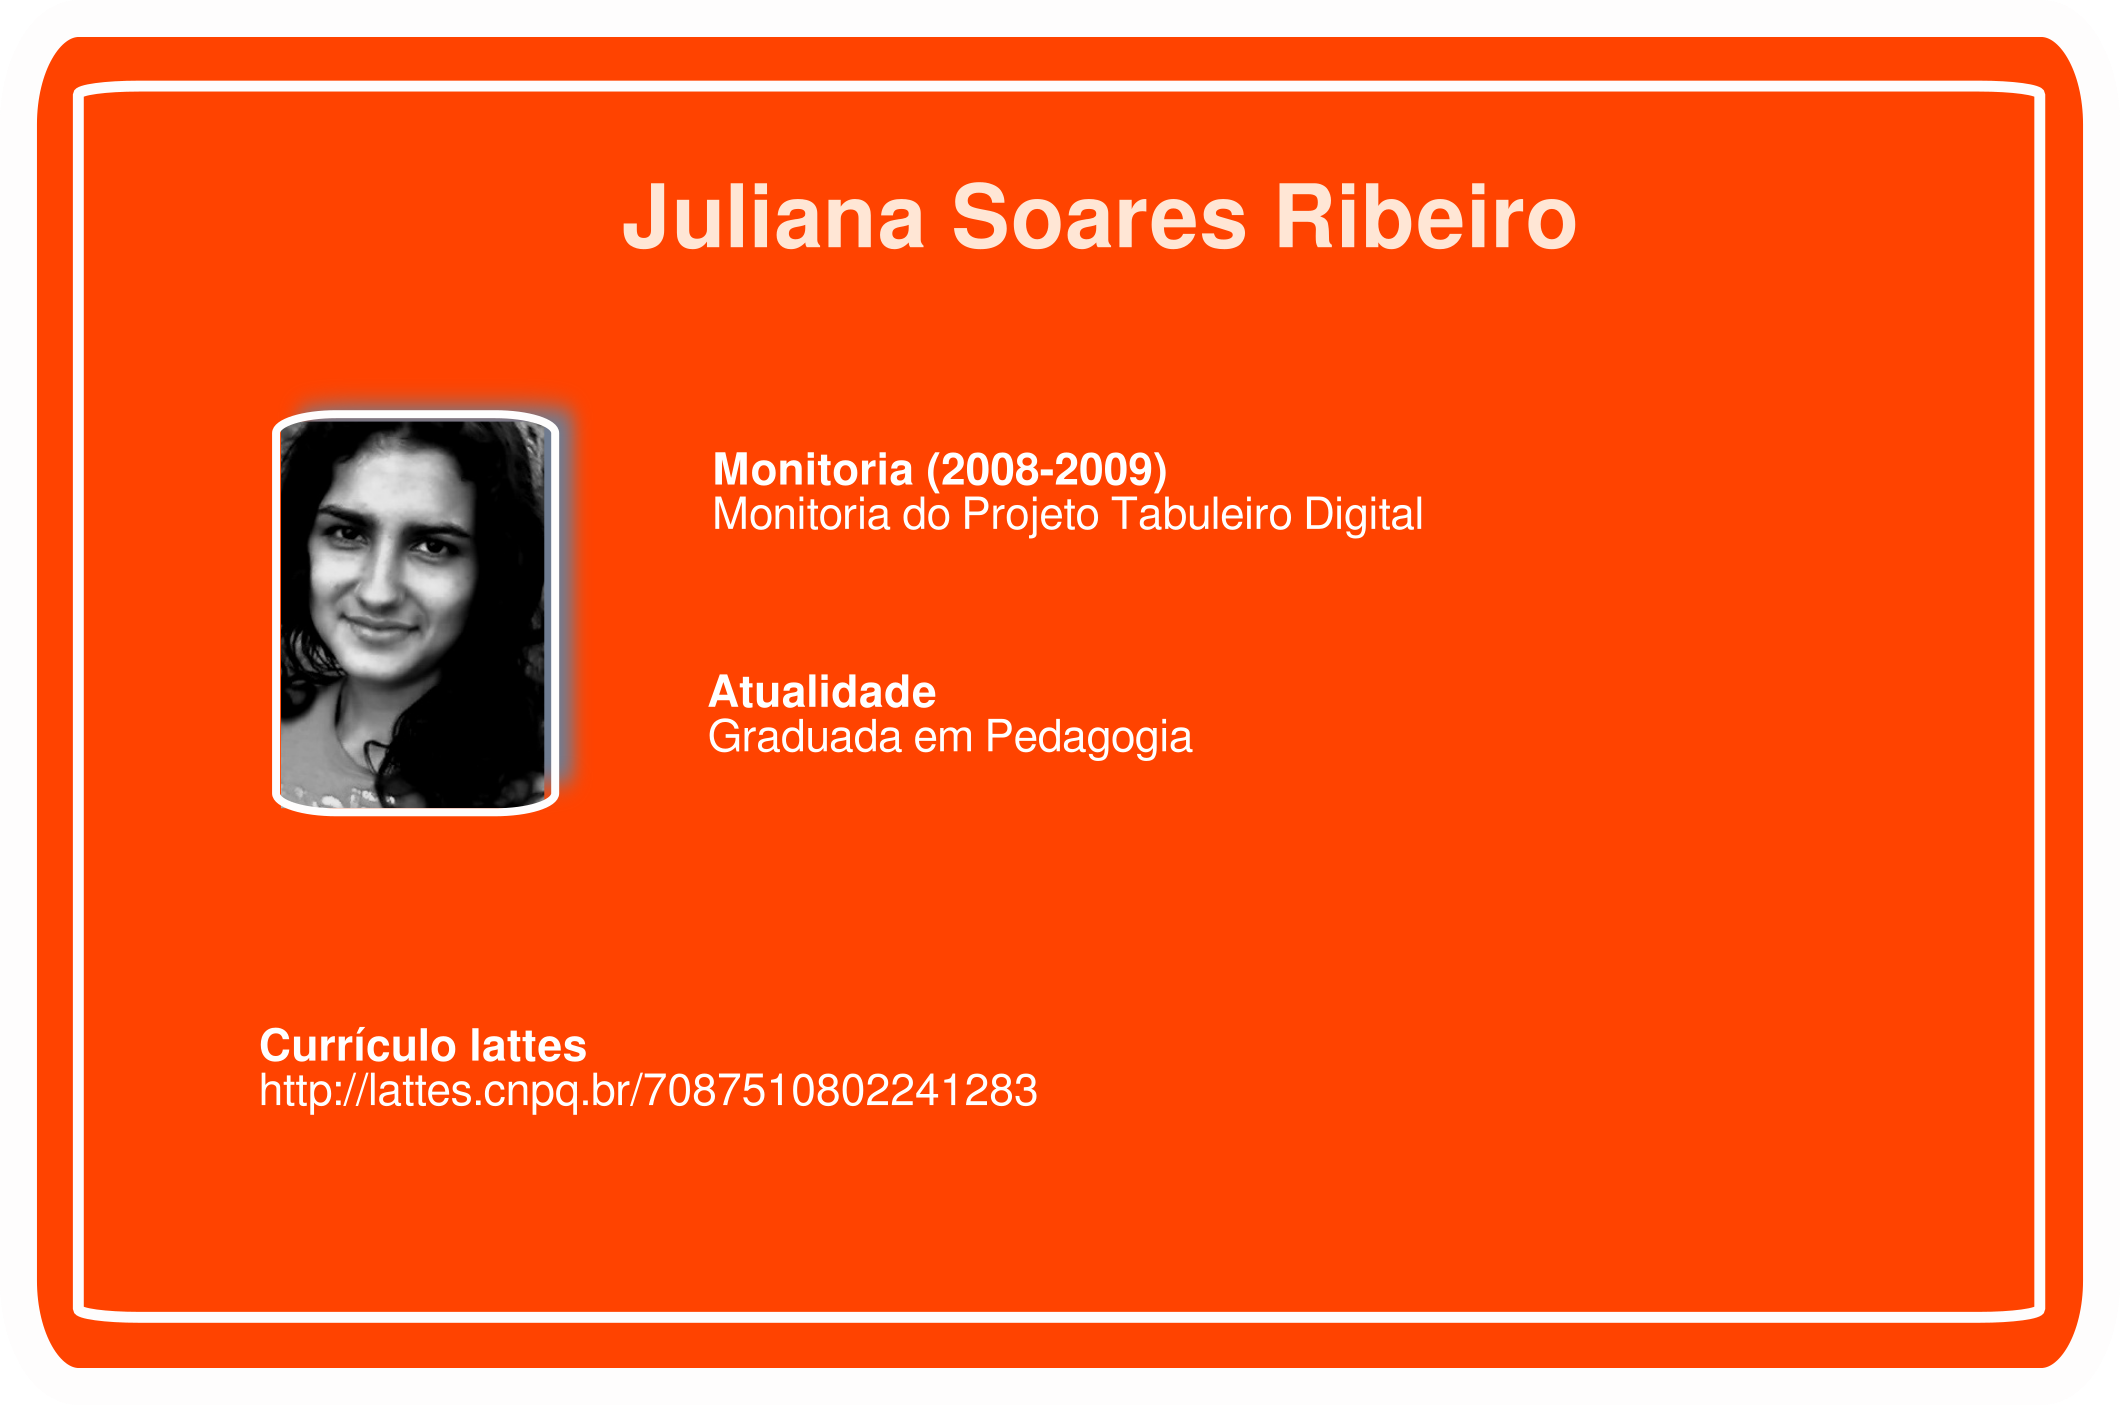 Juliana Soares Ribeiro
Monitoria (2008-2009)
Monitoria do Projeto Tabuleiro Digital
Atualidade
Graduada em Pedagogia
Currículo lattes
http://lattes.cnpq.br/7087510802241283